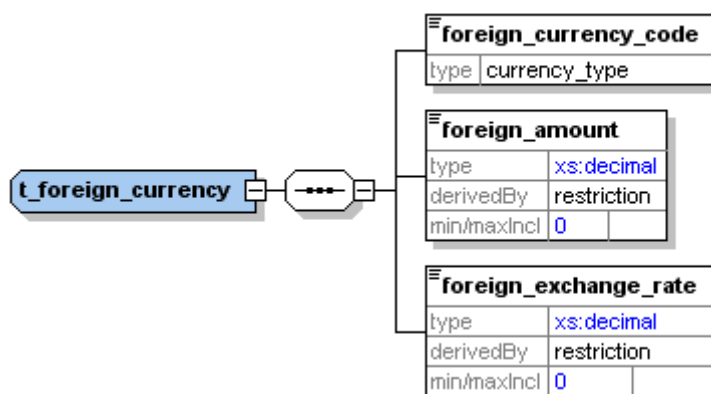 t_foreign_currency
foreign_currency_code
type currency_type
foreign_amount
type xs:decimal
derivedBy restriction
min/maxIncl 0
foreign_exchange_rate
type xs:decimal
derivedBy restriction
min/maxIncl 0